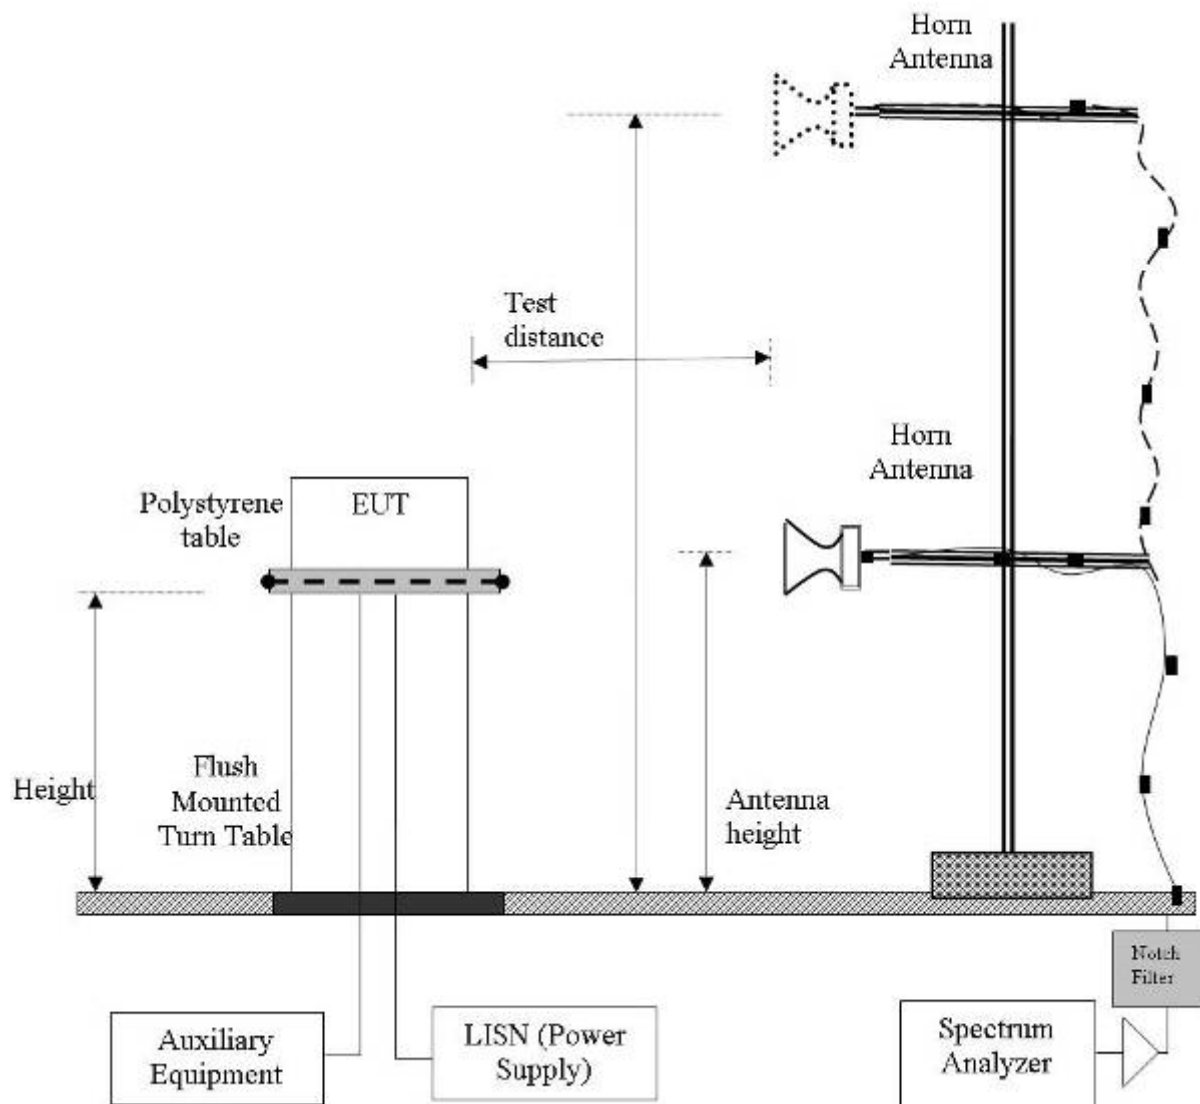 Horn
Antenna
Test
distance
Horn
Antenna
Polystyrene
table
EUT
Height
Flush
Mounted
Turn Table
Antenna
height
Notch
Filter
Auxiliary
Equipment
LISN (Power
Supply)
Spectrum
Analyzer